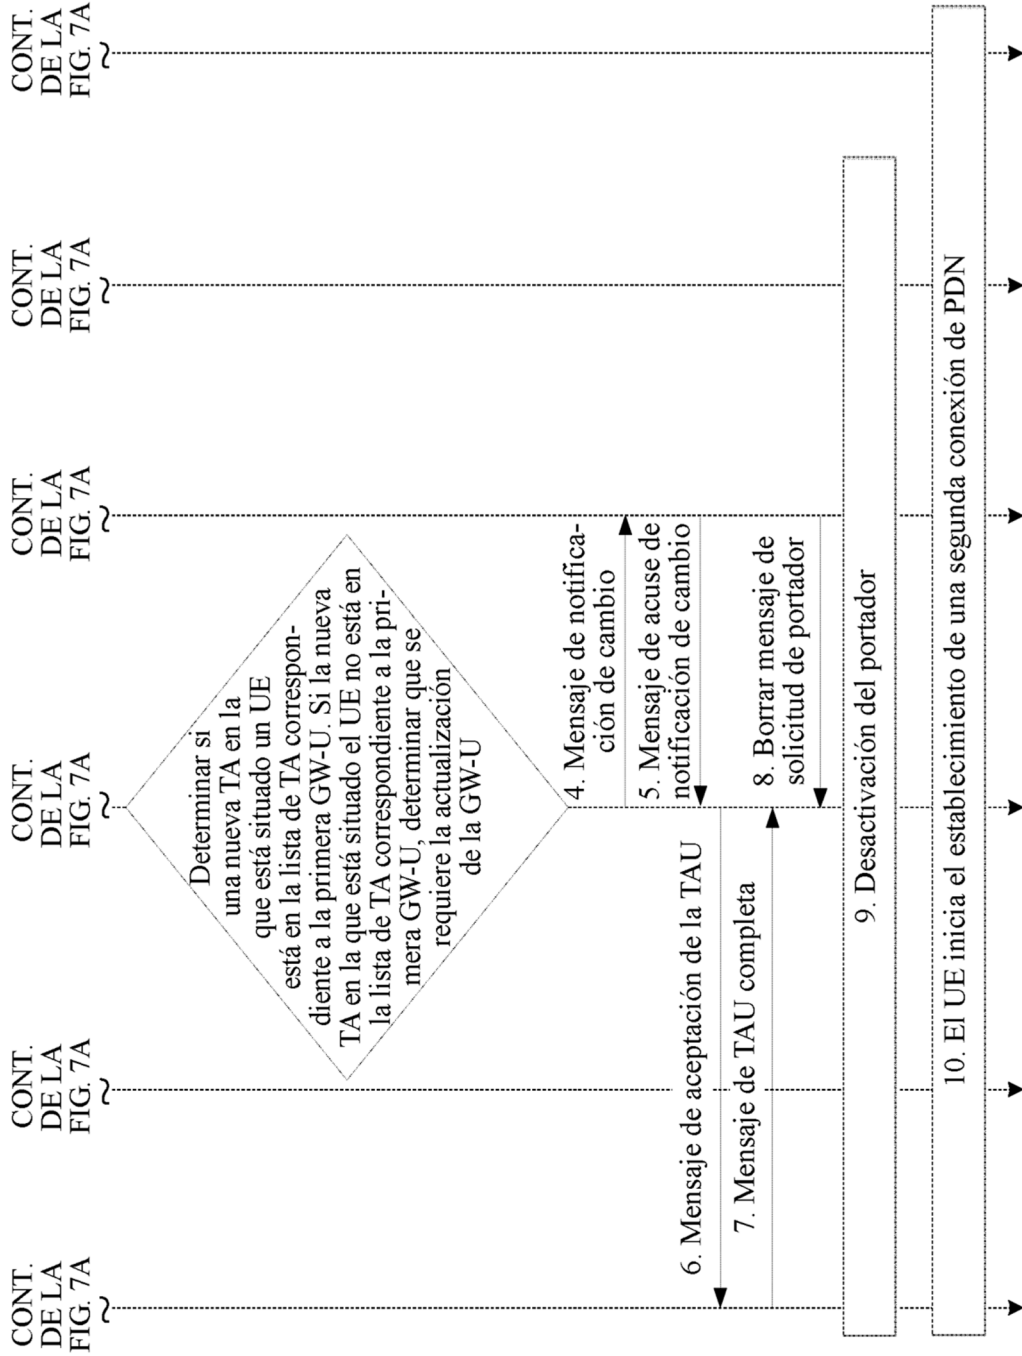 CONT.
DE LA
FIG. 7A
CONT.
DE LA
FIG. 7A
CONT.
DE LA
FIG. 7A
CONT.
DE LA
FIG. 7A
CONT.
DE LA
FIG. 7A
CONT.
DE LA
FIG. 7A
Determinar si
una nueva TA en la
que está situado un UE
está en la lista de TA correspon-
diente a la primera GW-U. Si la nueva
TA en la que está situado el UE no está en
la lista de TA correspondiente a la pri-
mera GW-U, determinar que se
requiere la actualización
de la GW-U
4. Mensaje de notifica-
ción de cambio
5. Mensaje de acuse de
notificación de cambio
6. Mensaje de aceptación de la TAU
7. Mensaje de TAU completa
8. Borrar mensaje de
solicitud de portador
9. Desactivación del portador
10. El UE inicia el establecimiento de una segunda conexión de PDN